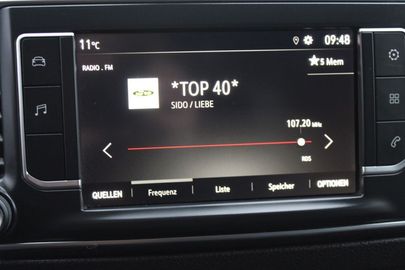 11°C
09:48
RADIO . FM
5 Mem
*TOP 40*
SIDO / LIEBE
107.20 MHz
RDS
QUELLEN
Frequenz
Liste
Speicher
OPTIONEN